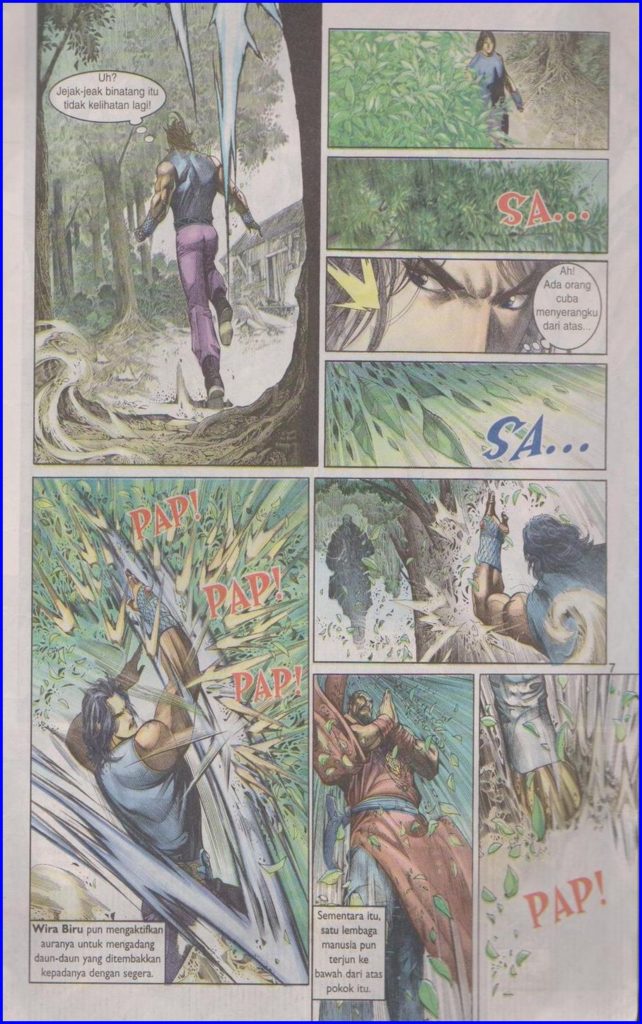 Uh?
Jejak-jeak binatang itu
tidak kelihatan lagi!
SA...
Ah!
Ada orang
cuba
menyerangku
dari atas...
SA...
PAP!
PAP!
PAP!
Wira Biru pun mengaktifkan
auranya untuk mengadang
daun-daun yang ditembakkan
kepadanya dengan segera.
7
Sementara itu,
satu lembaga
manusia pun
terjun ke
bawah dari atas
pokok itu.
PAP!